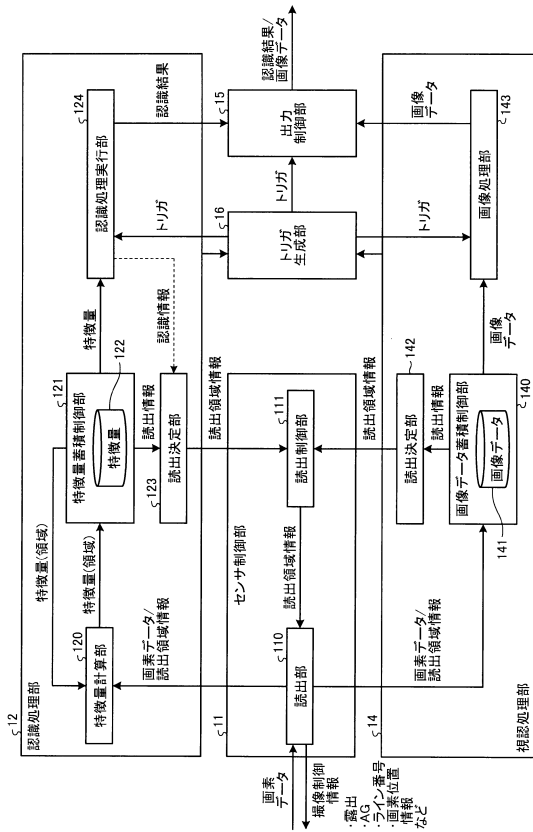 12
認識処理部
120
特徴量計算部
特徴量(領域)
特徴量(領域)
121
特徴量蓄積制御部
122
特徴量
読出情報
123
読出決定部
特徴量
124
認識処理実行部
認識情報
認識結果
読出領域情報
画素データ/
読出領域情報
トリガ
11
センサ制御部
110
読出部
読出領域情報
111
読出制御部
画素
データ
撮像制御
情報
:露出
:AG
:ライン番号
画素位置
情報
など
16
トリガ
生成部
トリガ
15
出力
制御部
認識結果/
画像データ
14
視認処理部
画素データ/
読出領域情報
読出領域情報
142
読出決定部
読出情報
140
画像データ蓄積制御部
画像データ
141
画像
データ
トリガ
143
画像処理部
画像
データ